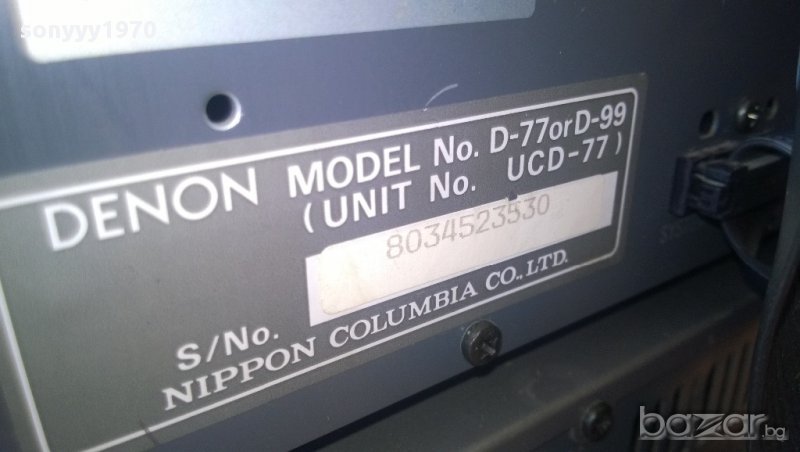 sonyyy1970
DENON MODEL No. D-77orD-99
(UNIT No. UCD-77)
S/No. 8034523530
NIPPON COLUMBIA CO., LTD.
bazar.bg